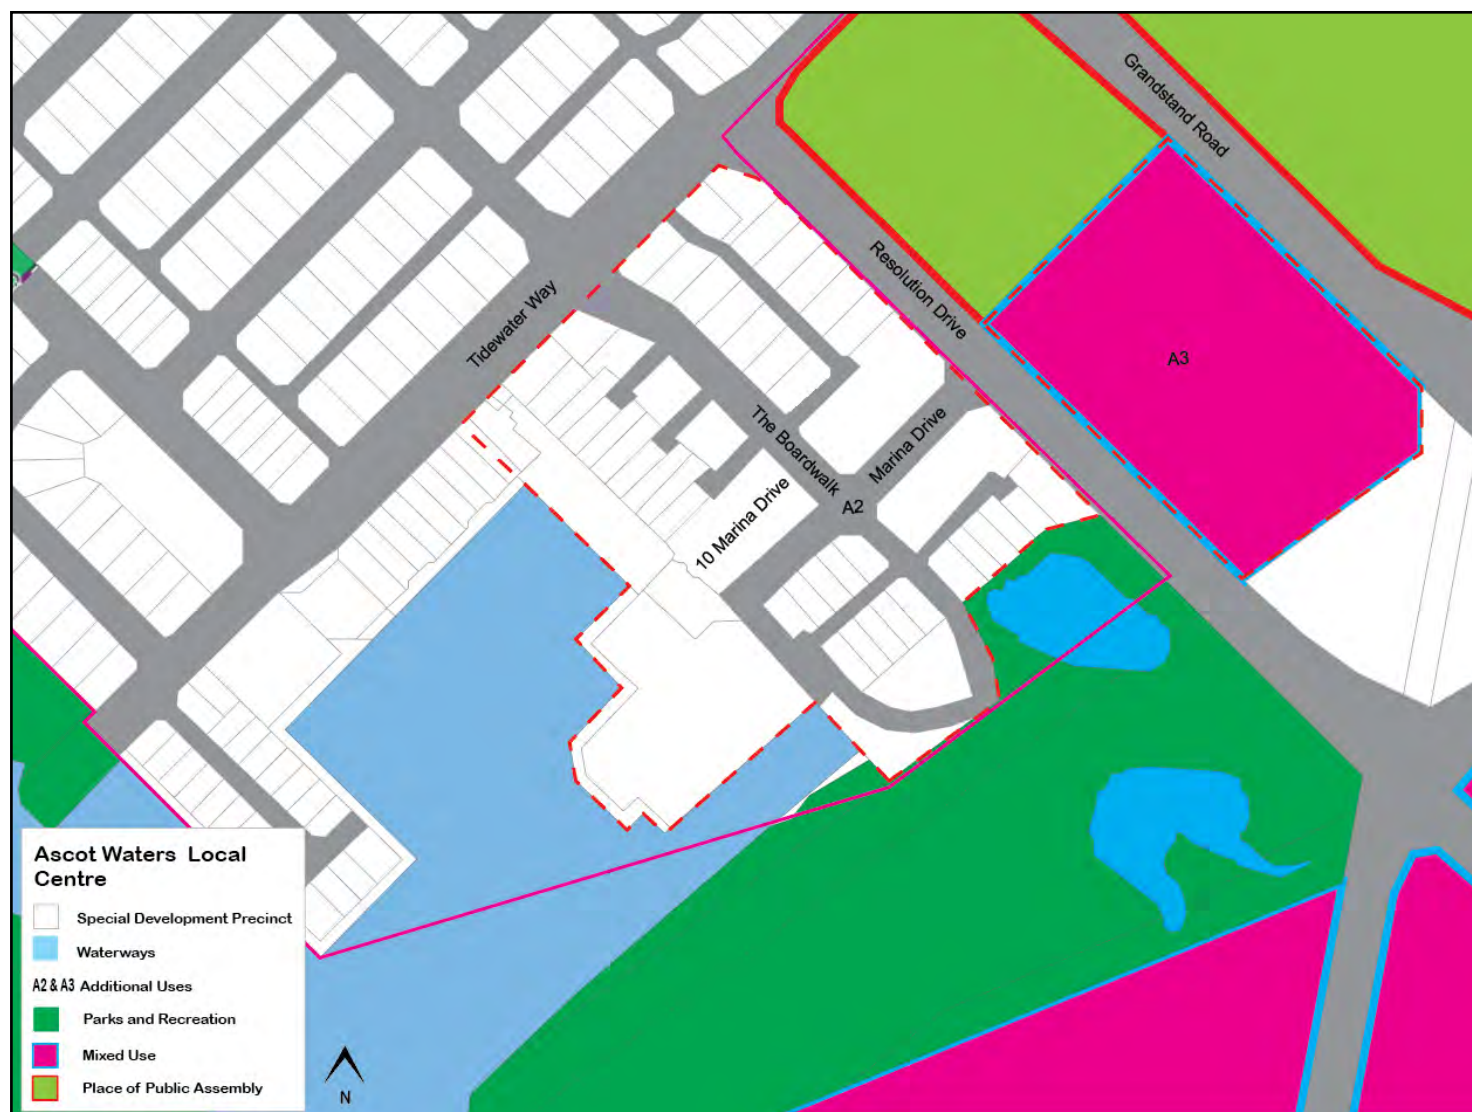 Grandstand Road
Resolution Drive
A3
Tidewater Way
The Boardwalk
Marina Drive
A2
10 Marina Drive
Ascot Waters Local
Centre
Special Development Precinct
Waterways
A2 & A3 Additional Uses
Parks and Recreation
Mixed Use
Place of Public Assembly
N